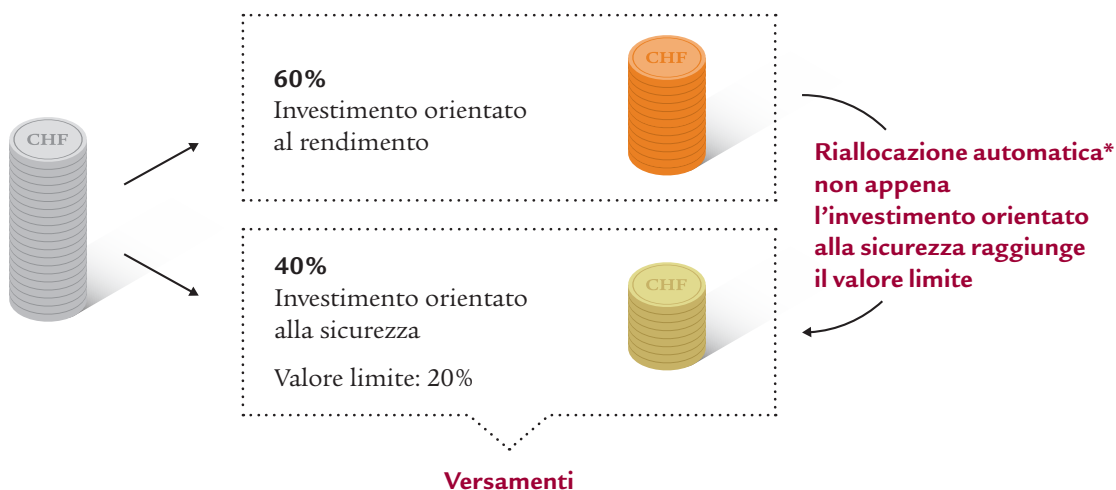 CHF
60%
Investimento orientato
al rendimento
CHF
40%
Investimento orientato
alla sicurezza
Valore limite: 20%
CHF
Riallocazione automatica*
non appena
l’investimento orientato
alla sicurezza raggiunge
il valore limite
Versamenti